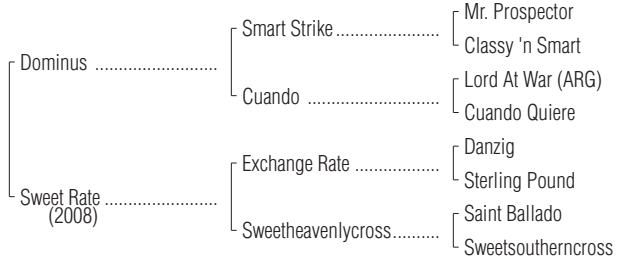 Mr. Prospector
Smart Strike ......................
Classy 'n Smart
Dominus ..........................
Lord At War (ARG)
Cuando ............................
Cuando Quiere
Danzig
Exchange Rate ..................
Sterling Pound
Sweet Rate ........................
(2008)
Saint Ballado
Sweetheavenlycross..........
Sweetsoutherncross